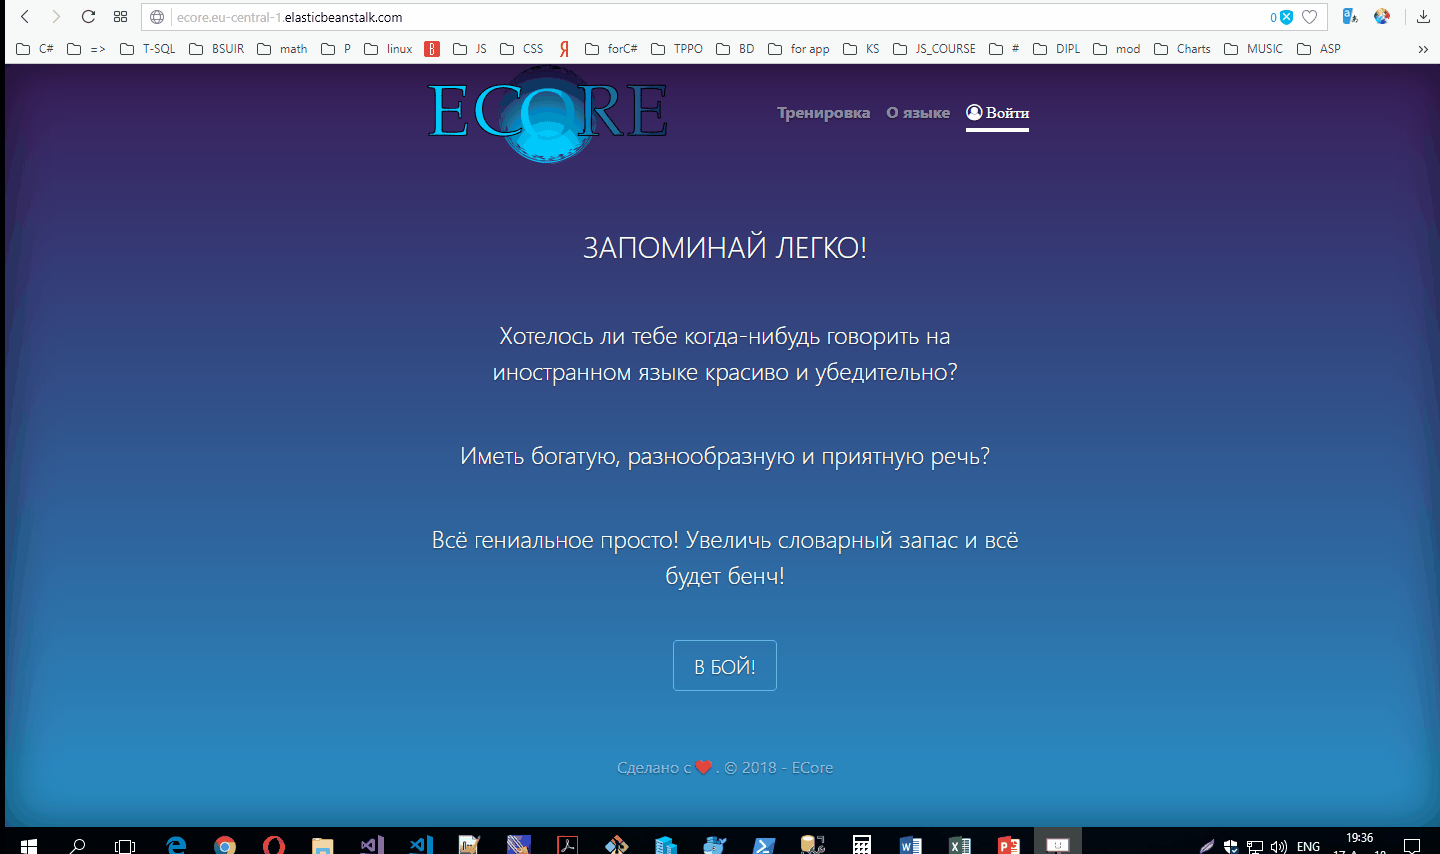 ecore.eu-central-1.elasticbeanstalk.com
0
C# => T-SQL BSUIR math P linux B JS CSS Я forC# TPPO BD for app KS JS_COURSE # DIPL mod Charts MUSIC ASP
ECORE
Тренировка О языке Войти
ЗАПОМИНАЙ ЛЕГКО!
Хотелось ли тебе когда-нибудь говорить на
иностранном языке красиво и убедительно?
Иметь богатую, разнообразную и приятную речь?
Всё гениальное просто! Увеличь словарный запас и всё
будет бенч!
В БОЙ!
Сделано с ❤. © 2018 - ECore
ENG
19:36